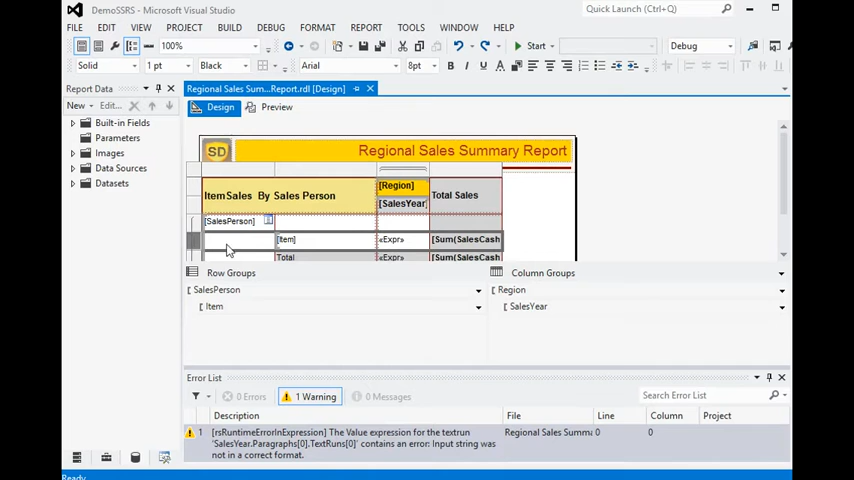 DemoSSRS - Microsoft Visual Studio
Quick Launch (Ctrl+Q)
FILE EDIT VIEW PROJECT BUILD DEBUG FORMAT REPORT TOOLS WINDOW HELP
100% Start Debug
Solid 1 pt Black Arial 8pt B I U A
Report Data
Regional Sales Sum...Report.rdl [Design]
New Edit...
Design Preview
Built-in Fields
Parameters
Images
Data Sources
Datasets
SD Regional Sales Summary Report
ItemSales By Sales Person [Region] Total Sales
[SalesYear]
[SalesPerson]
[Item] «Expr» [Sum(SalesCash
Total «Expr» [Sum(SalesCash
Row Groups Column Groups
SalesPerson Region
Item SalesYear
Error List
0 Errors 1 Warning 0 Messages Search Error List
Description File Line Column Project
1 [rsRuntimeErrorInExpression] The Value expression for the textrun Regional Sales Summa 0 0
'SalesYear.Paragraphs[0].TextRuns[0]' contains an error: Input string was
not in a correct format.
Ready